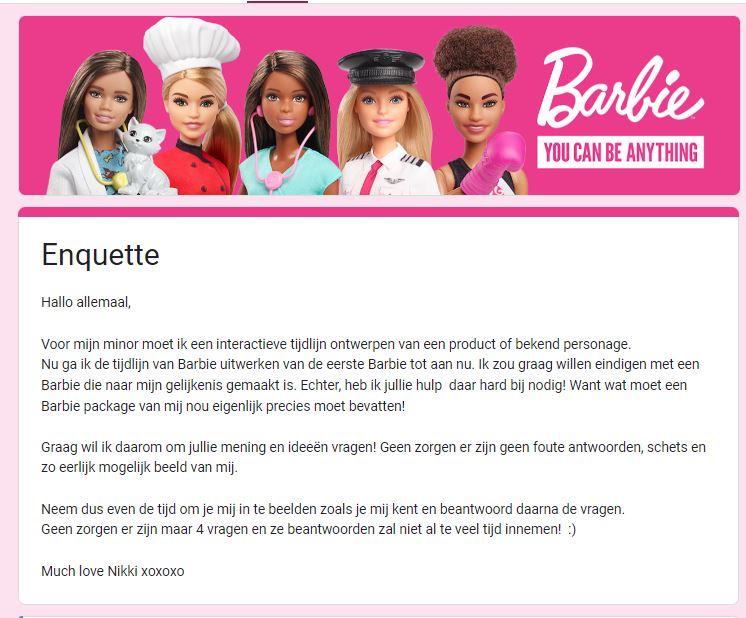 Barbie
YOU CAN BE ANYTHING
Enquette
Hallo allemaal,
Voor mijn minor moet ik een interactieve tijdlijn ontwerpen van een product of bekend personage.
Nu ga ik de tijdlijn van Barbie uitwerken van de eerste Barbie tot aan nu. Ik zou graag willen eindigen met een
Barbie die naar mijn gelijkenis gemaakt is. Echter, heb ik jullie hulp  daar hard bij nodig! Want wat moet een
Barbie package van mij nou eigenlijk precies moet bevatten!
Graag wil ik daarom om jullie mening en ideeën vragen! Geen zorgen er zijn geen foute antwoorden, schets en
zo eerlijk mogelijk beeld van mij.
Neem dus even de tijd om je mij in te beelden zoals je mij kent en beantwoord daarna de vragen.
Geen zorgen er zijn maar 4 vragen en ze beantwoorden zal niet al te veel tijd innemen!  :)
Much love Nikki xoxoxo